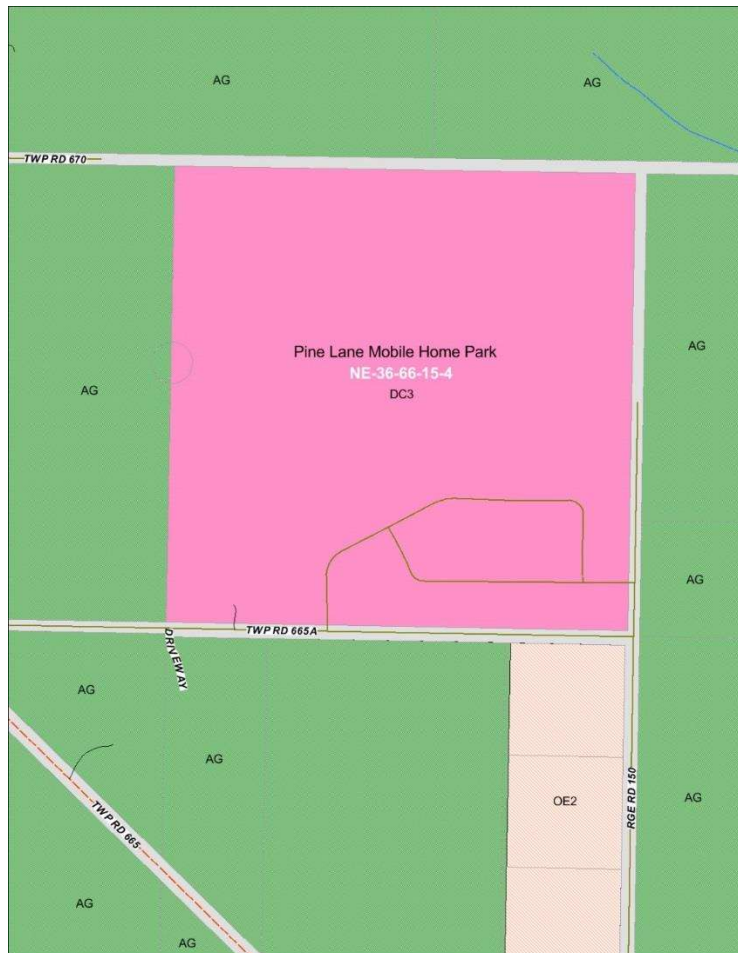 AG
AG
TWP RD 670
AG
Pine Lane Mobile Home Park
NE-36-66-15-4
DC3
AG
AG
TWP RD 665A
DRIVEWAY
AG
AG
TWP RD 665
OE2
RGE RD 150
AG
AG
AG